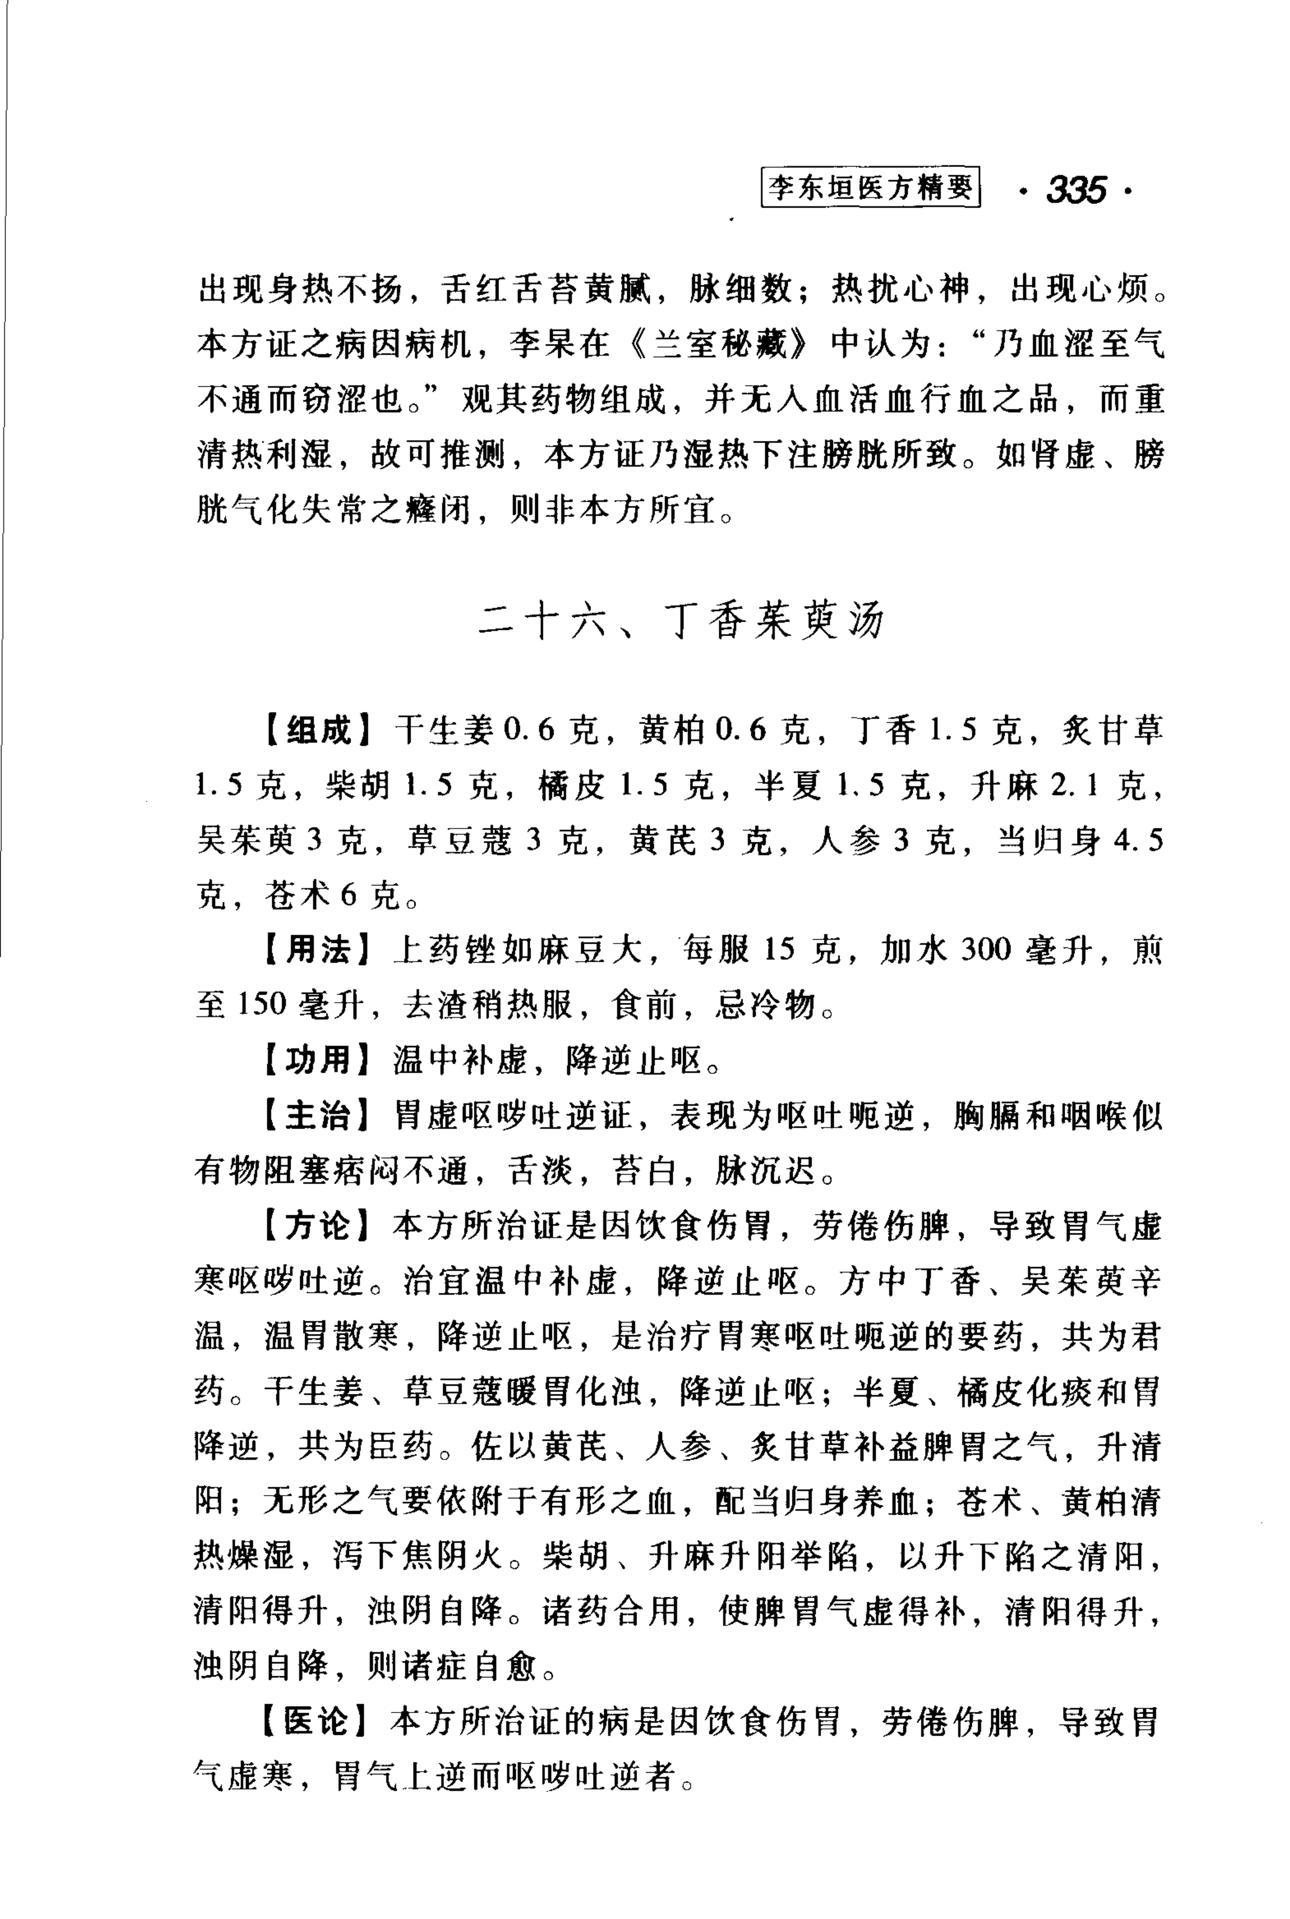 李东垣医方精要 · 335 ·
出现身热不扬，舌红舌苔黄腻，脉细数；热扰心神，出现心烦。
本方证之病因病机，李杲在《兰室秘藏》中认为：“乃血涩至气
不通而窍涩也。”观其药物组成，并无入血活血行血之品，而重
清热利湿，故可推测，本方证乃湿热下注膀胱所致。如肾虚、膀
胱气化失常之癃闭，则非本方所宜。
二十六、丁香茱萸汤
【组成】干生姜0.6克，黄柏0.6克，丁香1.5克，炙甘草
1.5克，柴胡1.5克，橘皮1.5克，半夏1.5克，升麻2.1克，
吴茱萸3克，草豆蔻3克，黄芪3克，人参3克，当归身4.5
克，苍术6克。
【用法】上药锉如麻豆大，每服15克，加水300毫升，煎
至150毫升，去渣稍热服，食前，忌冷物。
【功用】温中补虚，降逆止呕。
【主治】胃虚呕哕吐逆证，表现为呕吐呃逆，胸膈和咽喉似
有物阻塞痞闷不通，舌淡，苔白，脉沉迟。
【方论】本方所治证是因饮食伤胃，劳倦伤脾，导致胃气虚
寒呕哕吐逆。治宜温中补虚，降逆止呕。方中丁香、吴茱萸辛
温，温胃散寒，降逆止呕，是治疗胃寒呕吐呃逆的要药，共为君
药。干生姜、草豆蔻暖胃化浊，降逆止呕；半夏、橘皮化痰和胃
降逆，共为臣药。佐以黄芪、人参、炙甘草补益脾胃之气，升清
阳；无形之气要依附于有形之血，配当归身养血；苍术、黄柏清
热燥湿，泻下焦阴火。柴胡、升麻升阳举陷，以升下陷之清阳，
清阳得升，浊阴自降。诸药合用，使脾胃气虚得补，清阳得升，
浊阴自降，则诸症自愈。
【医论】本方所治证的病是因饮食伤胃，劳倦伤脾，导致胃
气虚寒，胃气上逆而呕哕吐逆者。